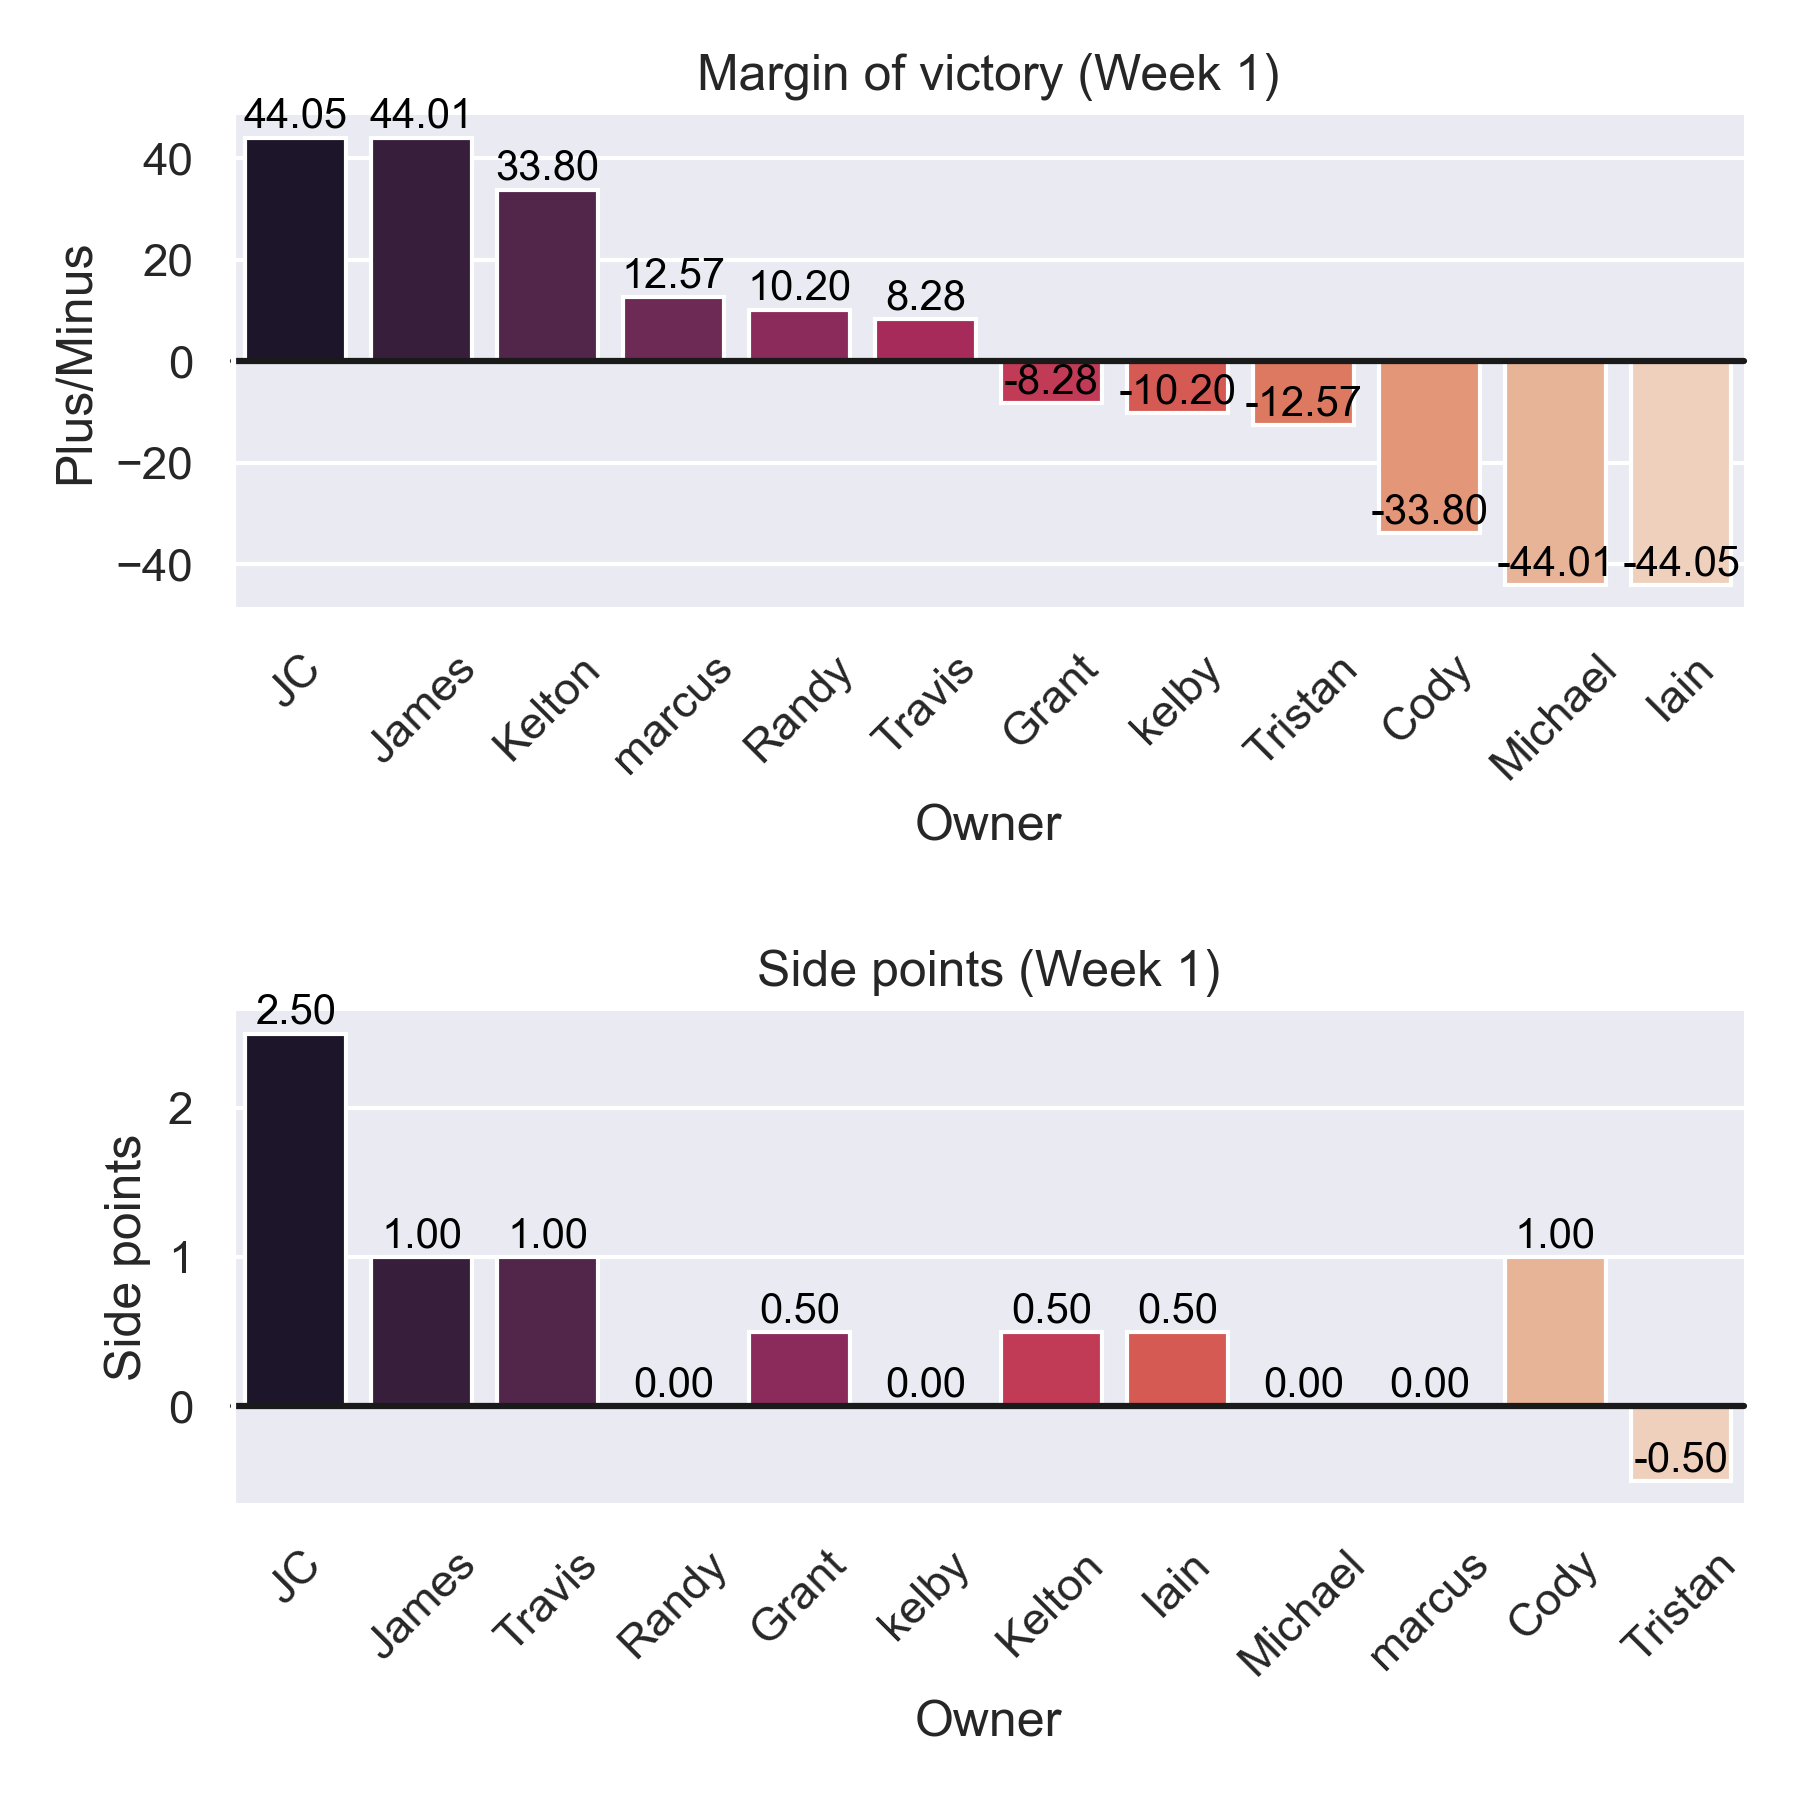 Margin of victory (Week 1)
44.05 44.01
33.80
12.57 10.20 8.28
-8.28 -10.20 -12.57
-33.80
-44.01 -44.05
40
20
0
−20
−40
Plus/Minus
JC James Kelton marcus Randy Travis Grant kelby Tristan Cody Michael Iain
Owner
Side points (Week 1)
2.50
1.00 1.00 0.00 0.50 0.00 0.50 0.50 0.00 0.00 1.00 -0.50
2
1
0
Side points
JC James Travis Randy Grant kelby Kelton Iain Michael marcus Cody Tristan
Owner